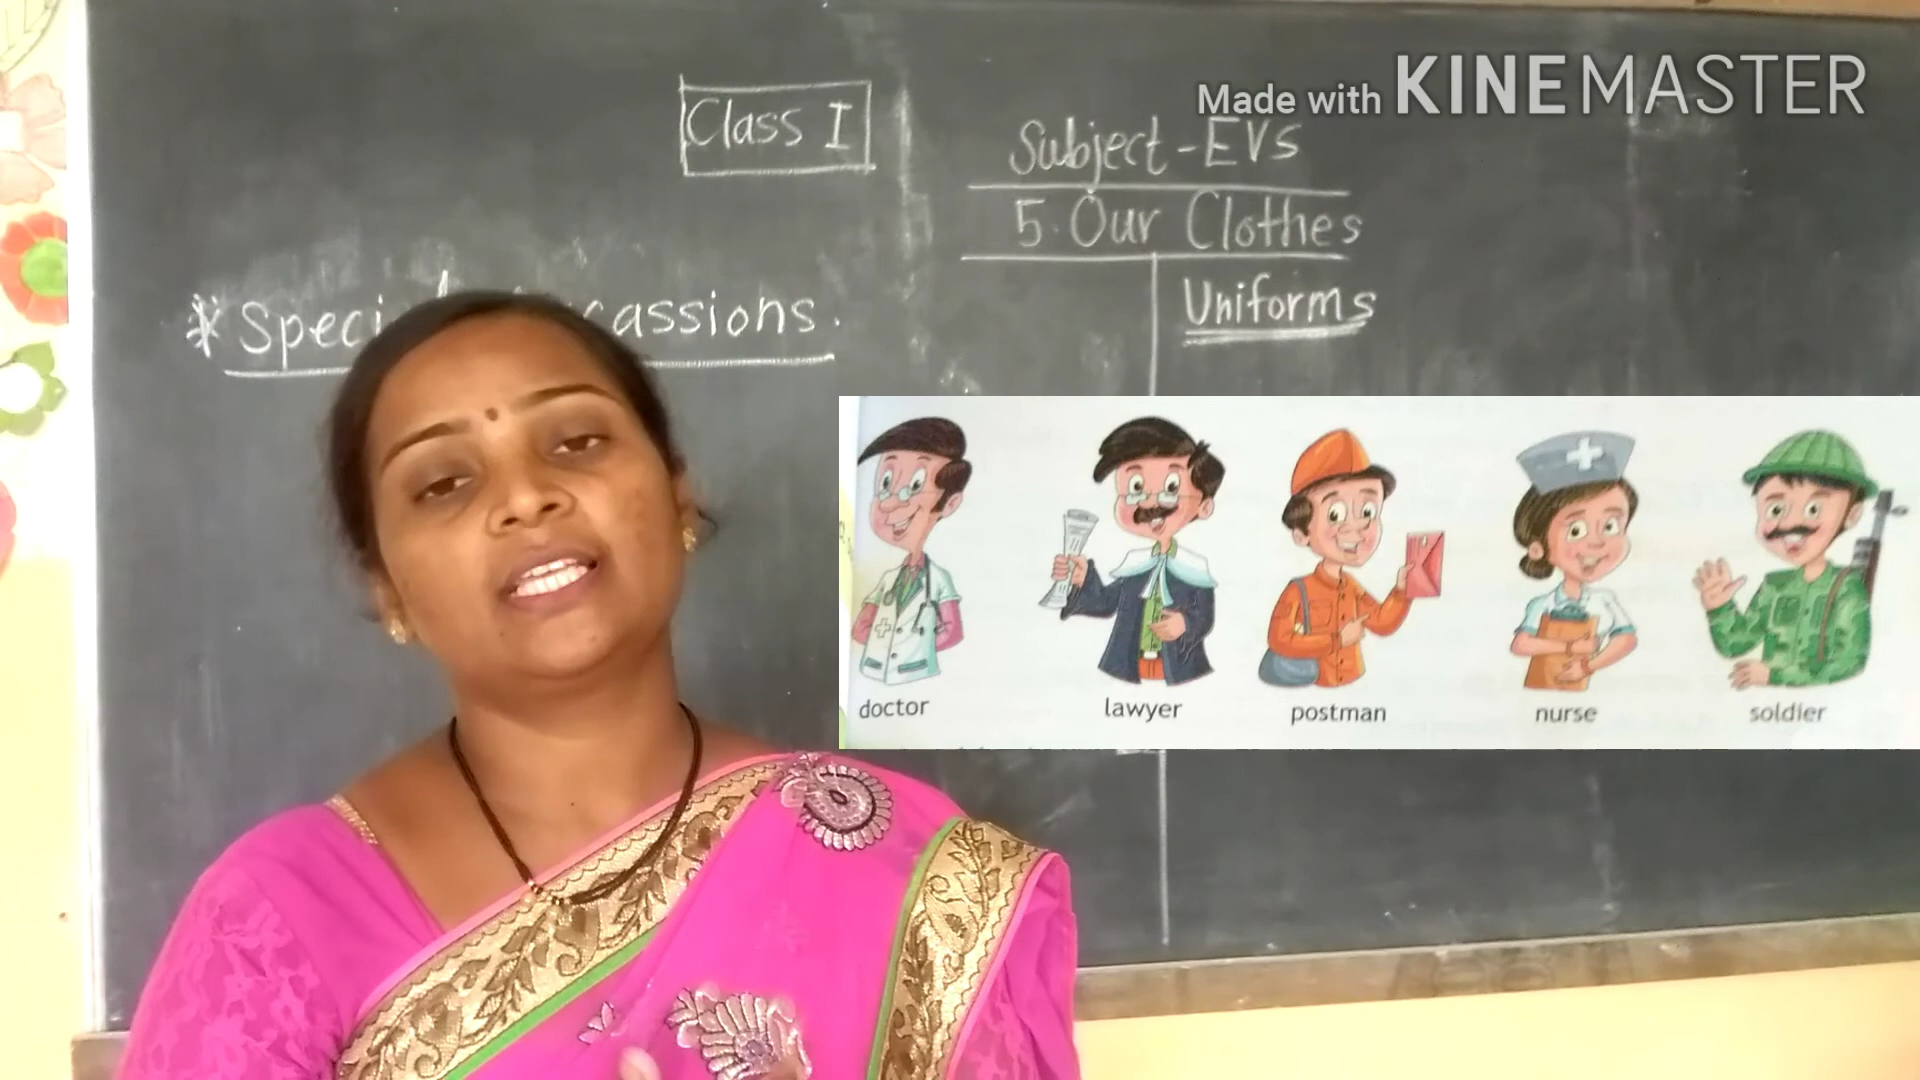 Made with KINEMASTER
Class I
Subject-EVS
5. Our Clothes
Uniforms
doctor
lawyer
postman
nurse
soldier